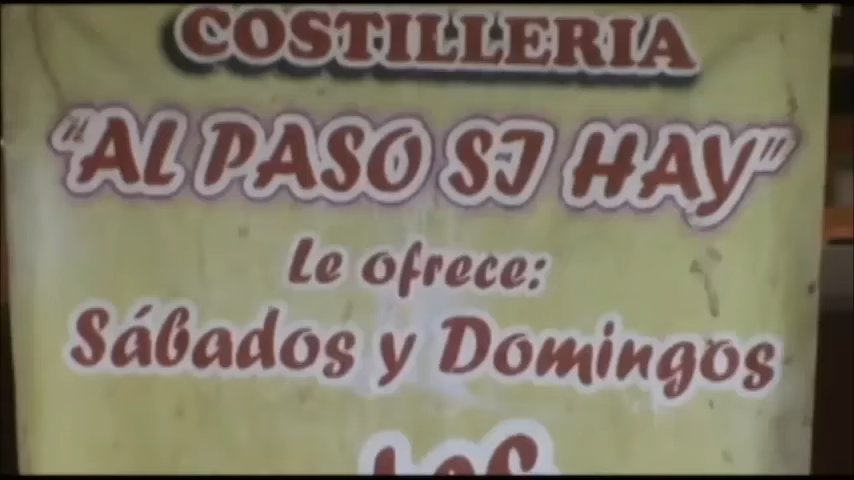 COSTILLERIA
"AL PASO SI HAY"
Le ofrece:
Sábados y Domingos